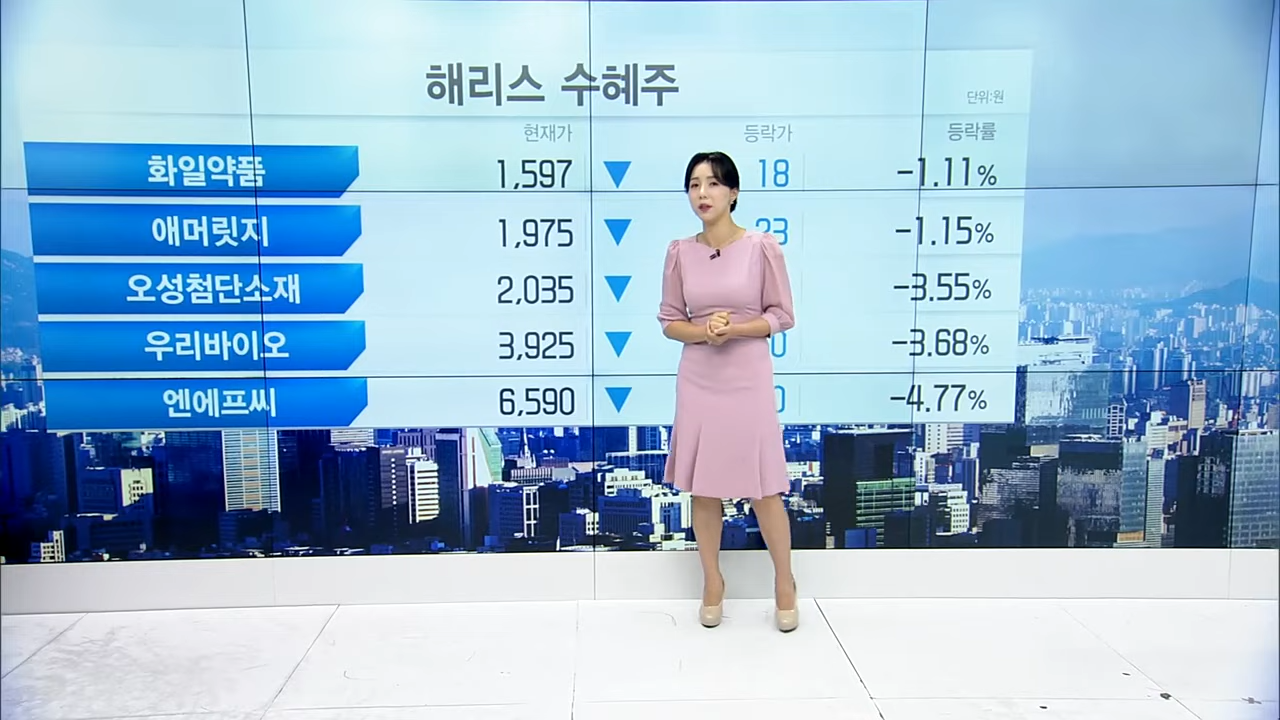 해리스 수혜주
단위:원
현재가 등락가 등락률
화일약품 1,597 ▼ 18 -1.11%
애머릿지 1,975 ▼ 23 -1.15%
오성첨단소재 2,035 ▼ -3.55%
우리바이오 3,925 ▼ -3.68%
엔에프씨 6,590 ▼ -4.77%